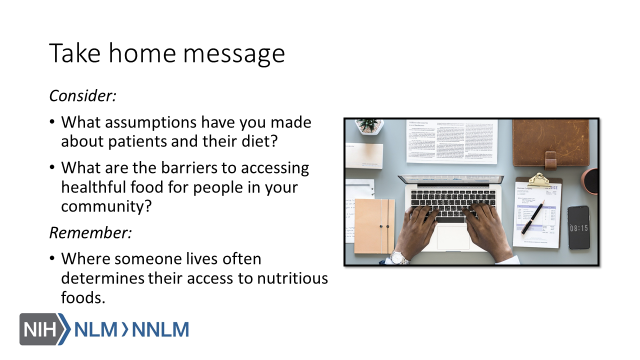 Take home message
Consider:
• What assumptions have you made
about patients and their diet?
• What are the barriers to accessing
healthful food for people in your
community?
Remember:
• Where someone lives often
determines their access to nutritious
foods.
08:15
NIH NLM NNLM